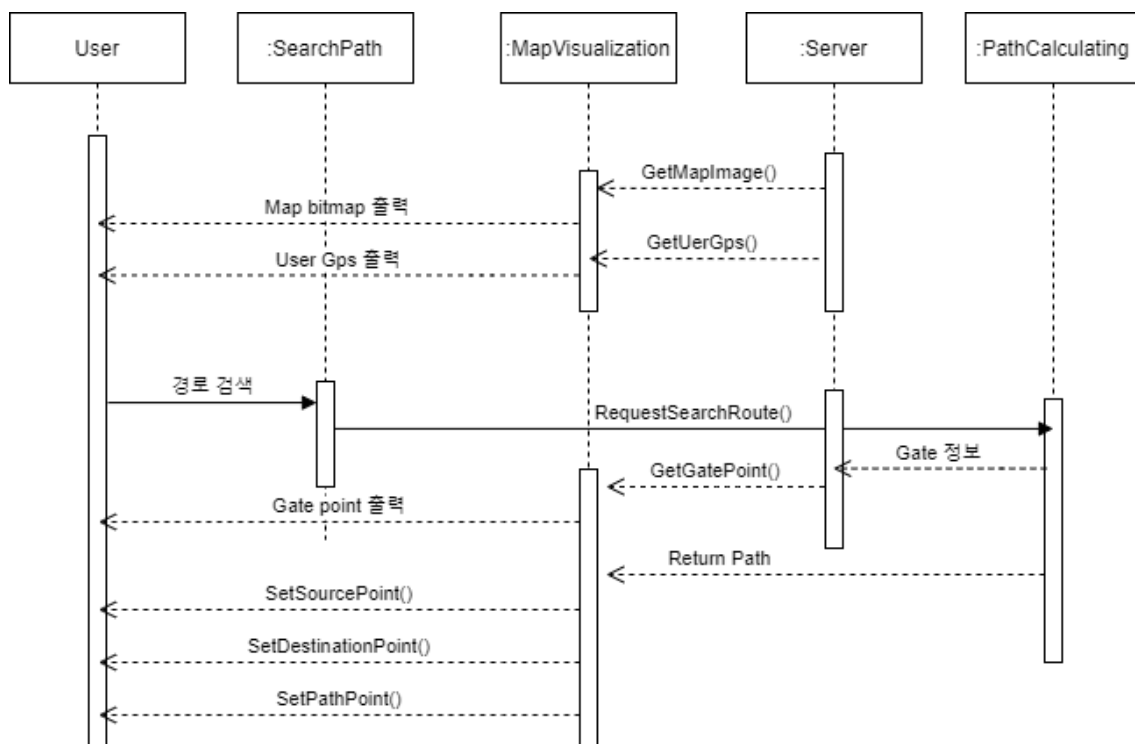 User
:SearchPath
:MapVisualization
:Server
:PathCalculating
GetMapImage()
Map bitmap 출력
GetUerGps()
User Gps 출력
경로 검색
RequestSearchRoute()
Gate 정보
GetGatePoint()
Gate point 출력
Return Path
SetSourcePoint()
SetDestinationPoint()
SetPathPoint()